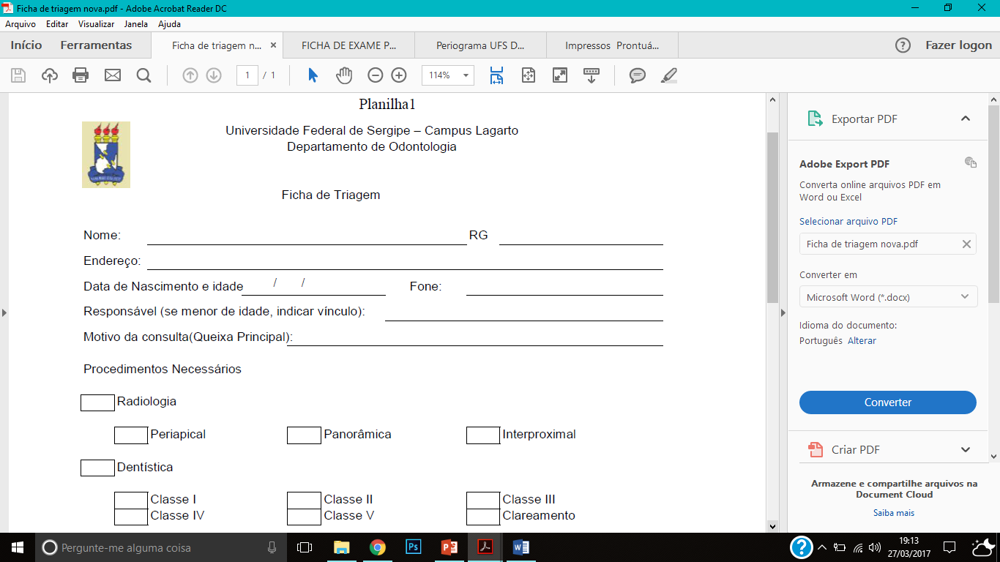 Ficha de triagem nova.pdf - Adobe Acrobat Reader DC
Arquivo Editar Visualizar Janela Ajuda
Início Ferramentas Ficha de triagem n... × FICHA DE EXAME P... Periograma UFS D... Impressos Prontuá... ? Fazer logon
1 / 1 114%
Planilha1
Universidade Federal de Sergipe – Campus Lagarto
Departamento de Odontologia
Ficha de Triagem
Nome: RG
Endereço:
Data de Nascimento e idade / / Fone:
Responsável (se menor de idade, indicar vínculo):
Motivo da consulta(Queixa Principal):
Procedimentos Necessários
Radiologia
Periapical Panorâmica Interproximal
Dentística
Classe I Classe II Classe III
Classe IV Classe V Clareamento
Exportar PDF
Adobe Export PDF
Converta online arquivos PDF em
Word ou Excel
Selecionar arquivo PDF
Ficha de triagem nova.pdf
Converter em
Microsoft Word (*.docx)
Idioma do documento:
Português Alterar
Converter
Criar PDF
Armazene e compartilhe arquivos na
Document Cloud
Saiba mais
Pergunte-me alguma coisa
19:13
27/03/2017